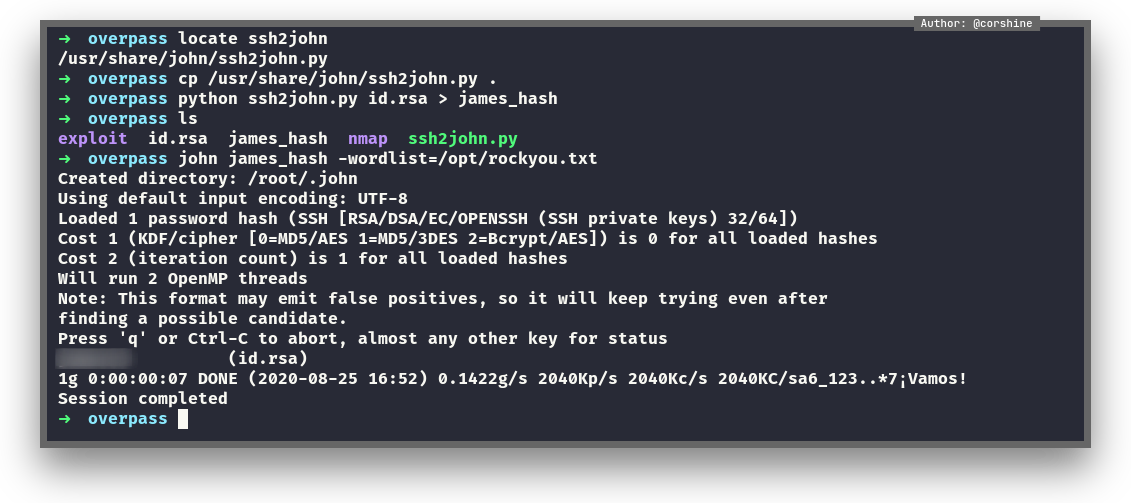 Author: @corshine
➜ overpass locate ssh2john
/usr/share/john/ssh2john.py
➜ overpass cp /usr/share/john/ssh2john.py .
➜ overpass python ssh2john.py id.rsa > james_hash
➜ overpass ls
exploit id.rsa james_hash nmap ssh2john.py
➜ overpass john james_hash -wordlist=/opt/rockyou.txt
Created directory: /root/.john
Using default input encoding: UTF-8
Loaded 1 password hash (SSH [RSA/DSA/EC/OPENSSH (SSH private keys) 32/64])
Cost 1 (KDF/cipher [0=MD5/AES 1=MD5/3DES 2=Bcrypt/AES]) is 0 for all loaded hashes
Cost 2 (iteration count) is 1 for all loaded hashes
Will run 2 OpenMP threads
Note: This format may emit false positives, so it will keep trying even after
finding a possible candidate.
Press 'q' or Ctrl-C to abort, almost any other key for status
(id.rsa)
1g 0:00:00:07 DONE (2020-08-25 16:52) 0.1422g/s 2040Kp/s 2040Kc/s 2040KC/sa6_123..*7¡Vamos!
Session completed
➜ overpass